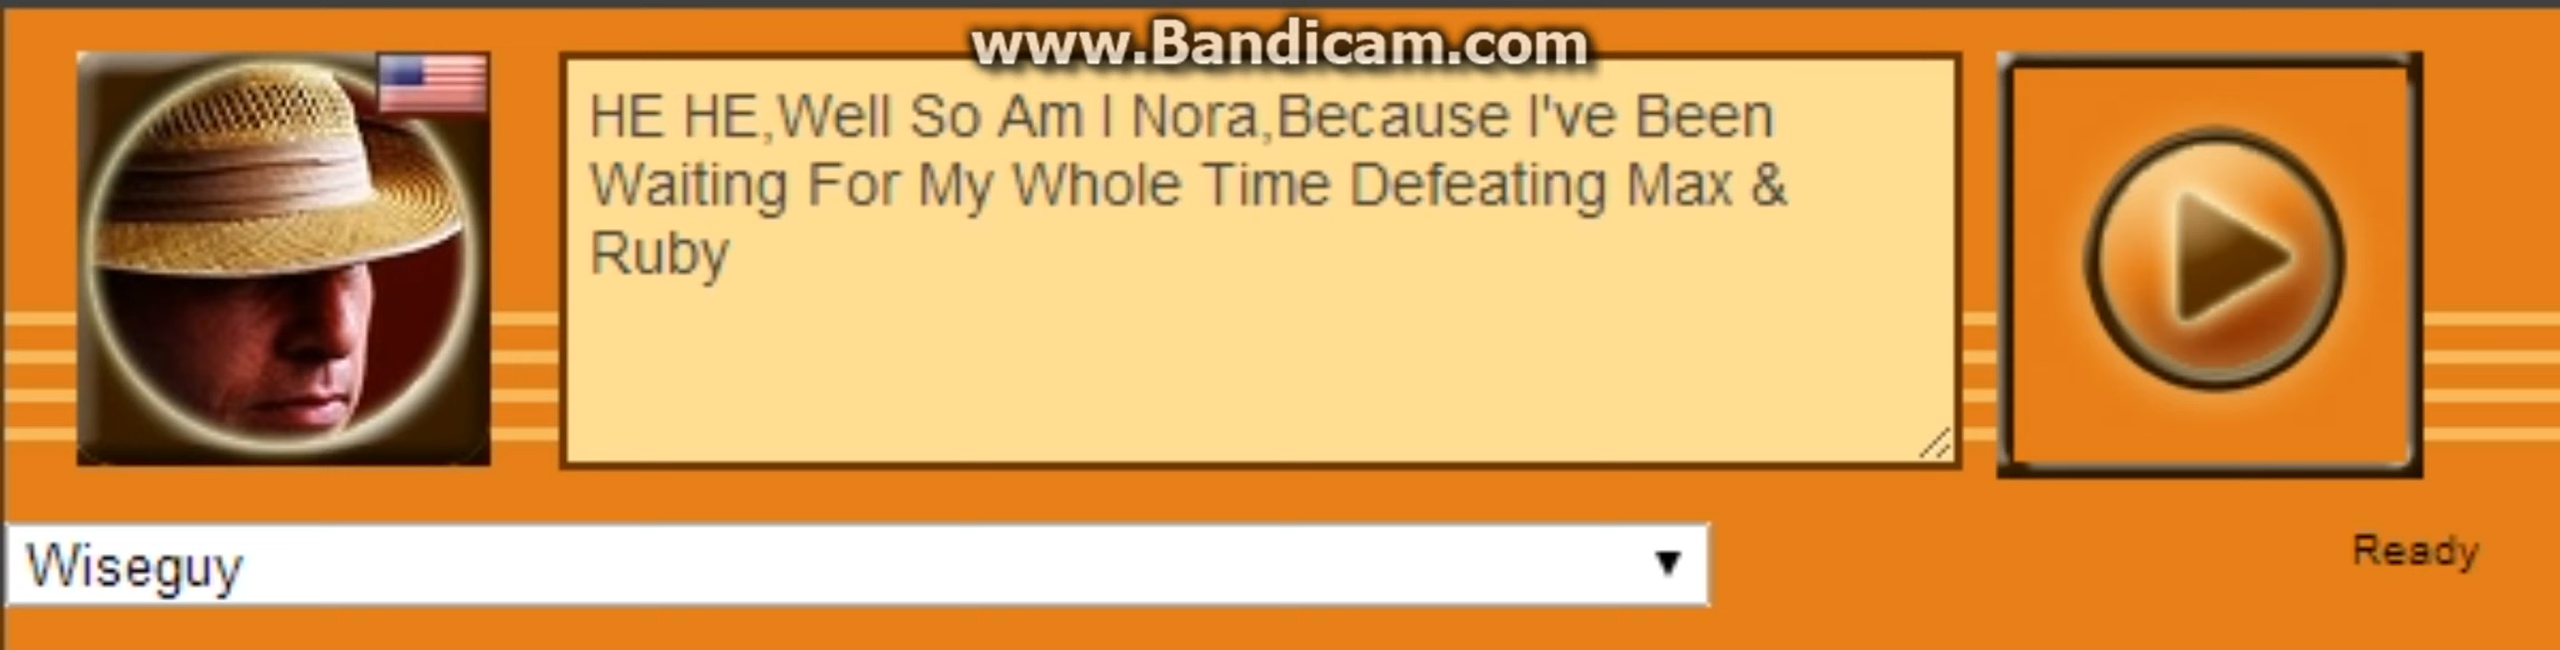 www.Bandicam.com
HE HE,Well So Am I Nora,Because I've Been
Waiting For My Whole Time Defeating Max &
Ruby
Wiseguy
Ready